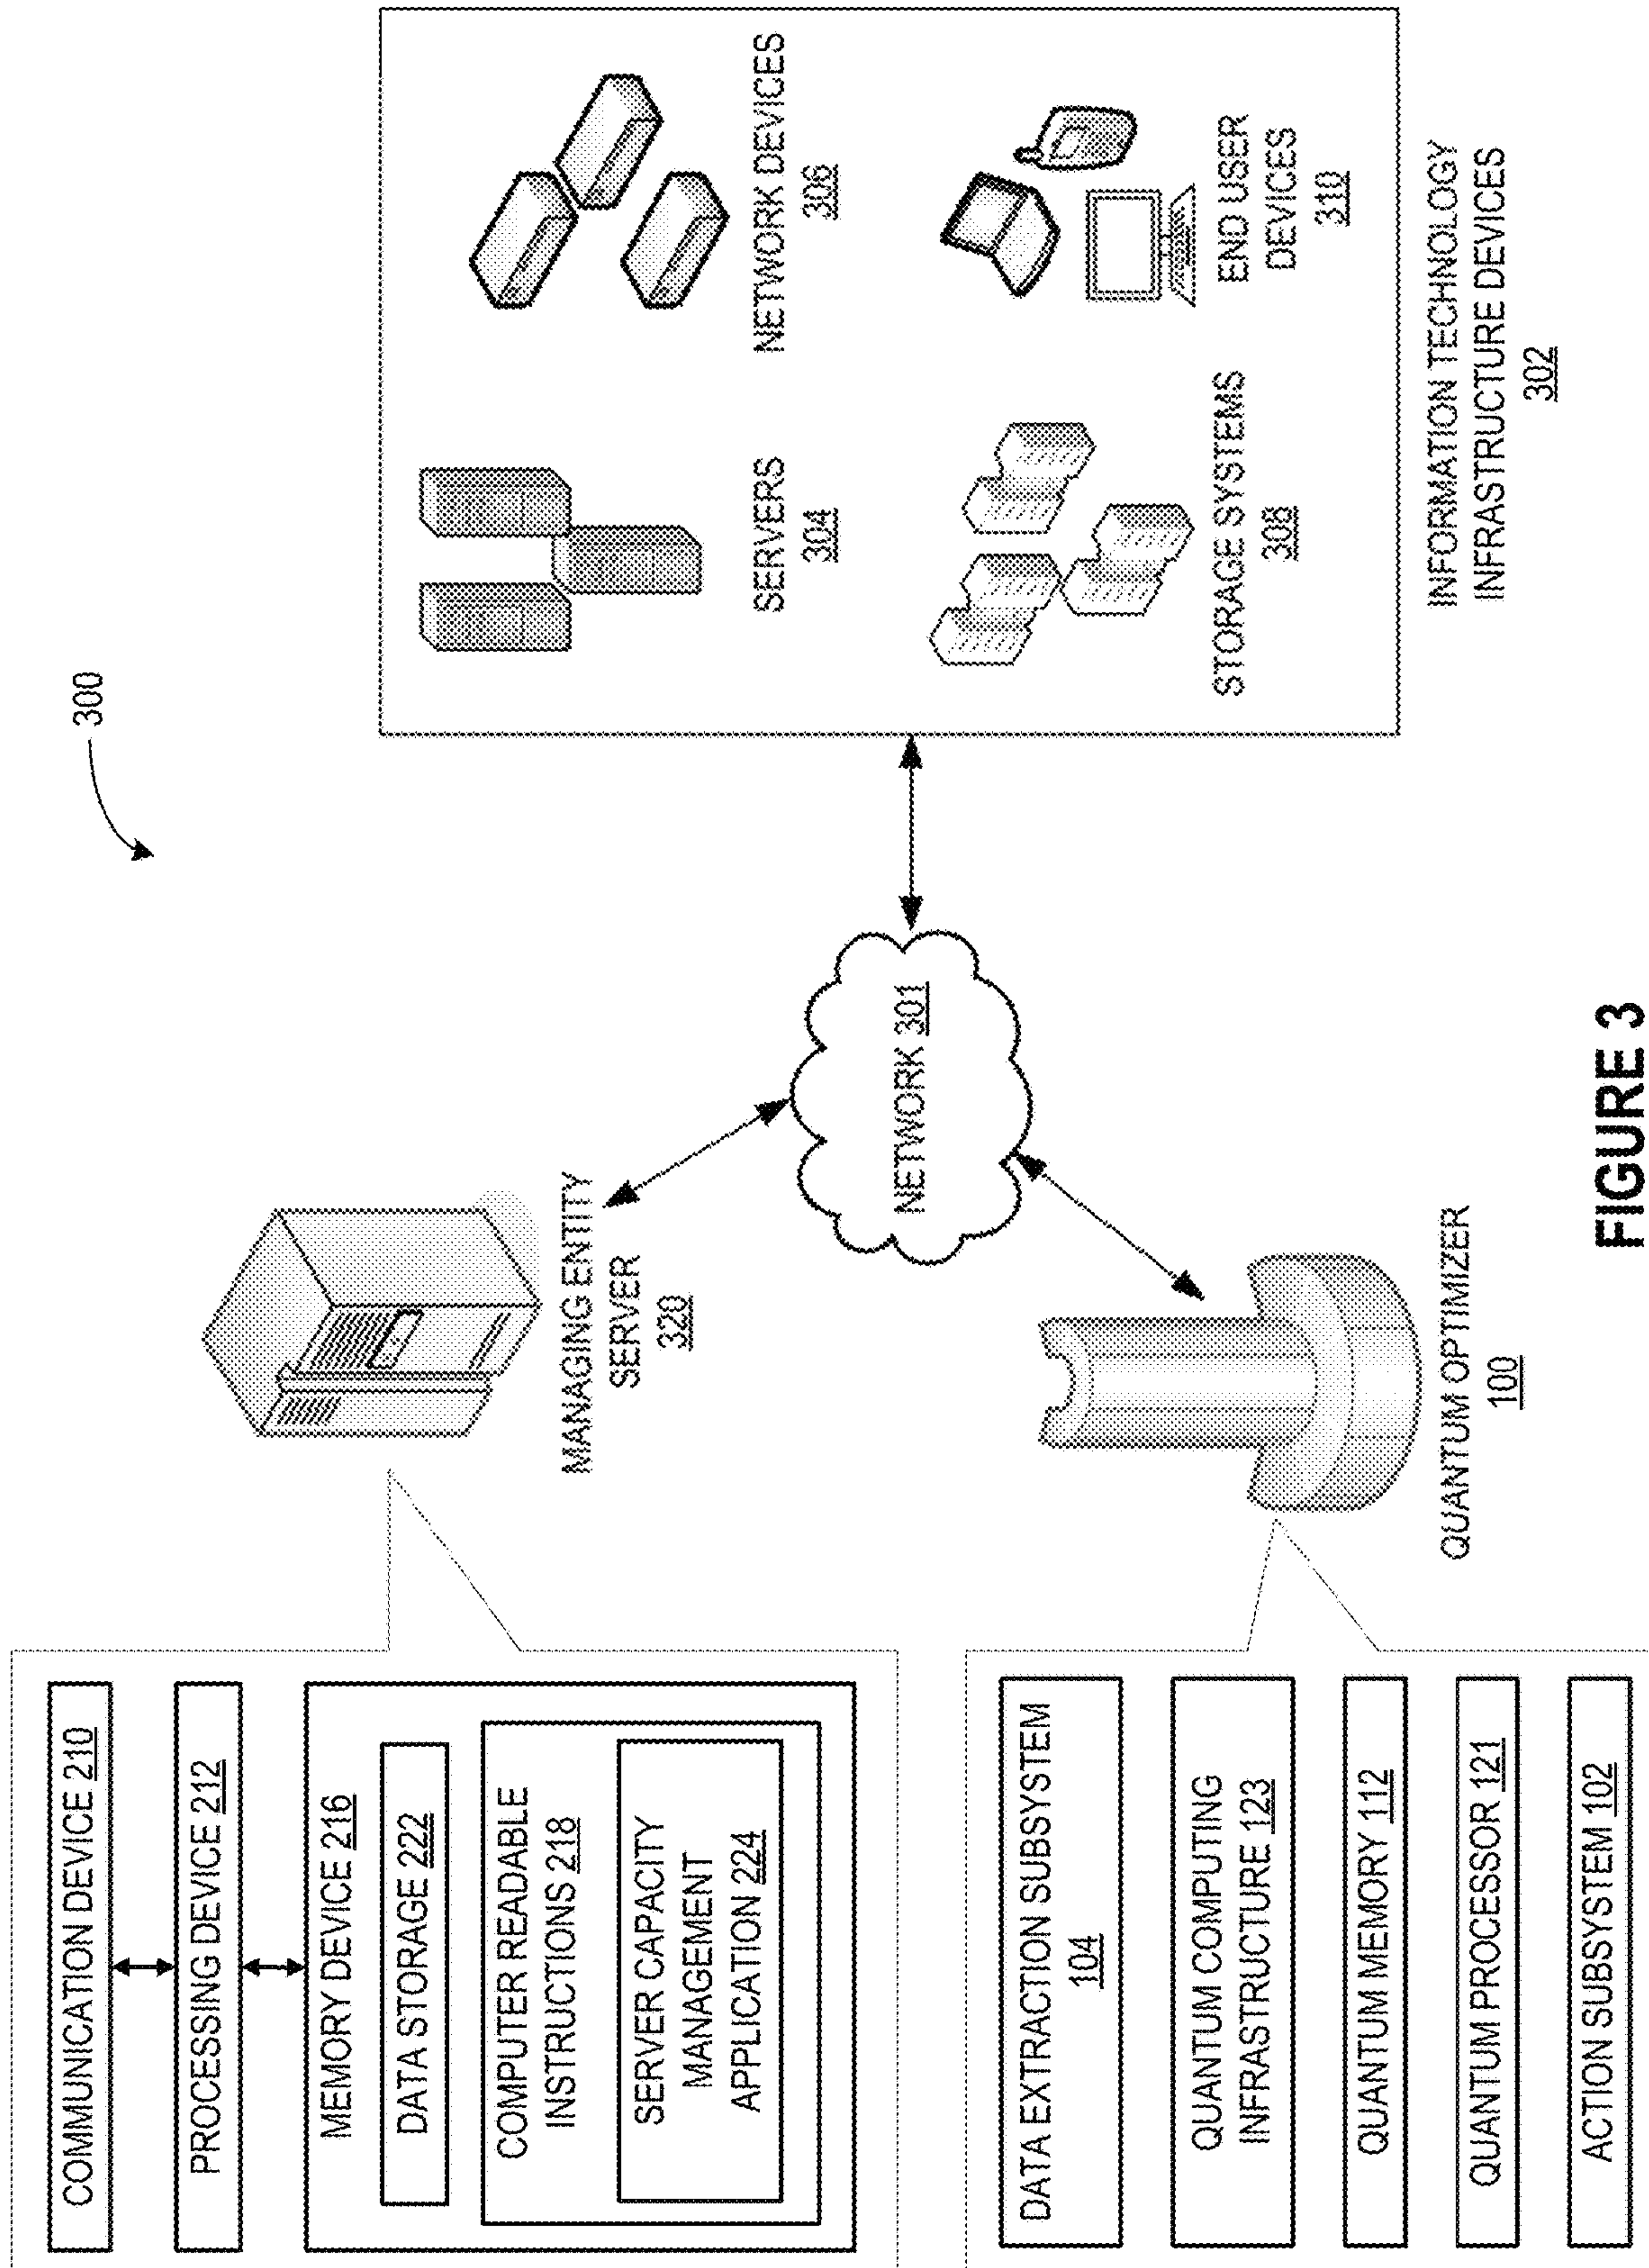 300
COMMUNICATION DEVICE 210
PROCESSING DEVICE 212
MEMORY DEVICE 216
DATA STORAGE 222
COMPUTER READABLE
INSTRUCTIONS 218
SERVER CAPACITY
MANAGEMENT
APPLICATION 224
MANAGING ENTITY
SERVER
320
NETWORK 301
SERVERS
304
NETWORK DEVICES
306
STORAGE SYSTEMS
308
END USER
DEVICES
310
INFORMATION TECHNOLOGY
INFRASTRUCTURE DEVICES
302
DATA EXTRACTION SUBSYSTEM
104
QUANTUM COMPUTING
INFRASTRUCTURE 123
QUANTUM MEMORY 112
QUANTUM PROCESSOR 121
ACTION SUBSYSTEM 102
QUANTUM OPTIMIZER
100
FIGURE 3